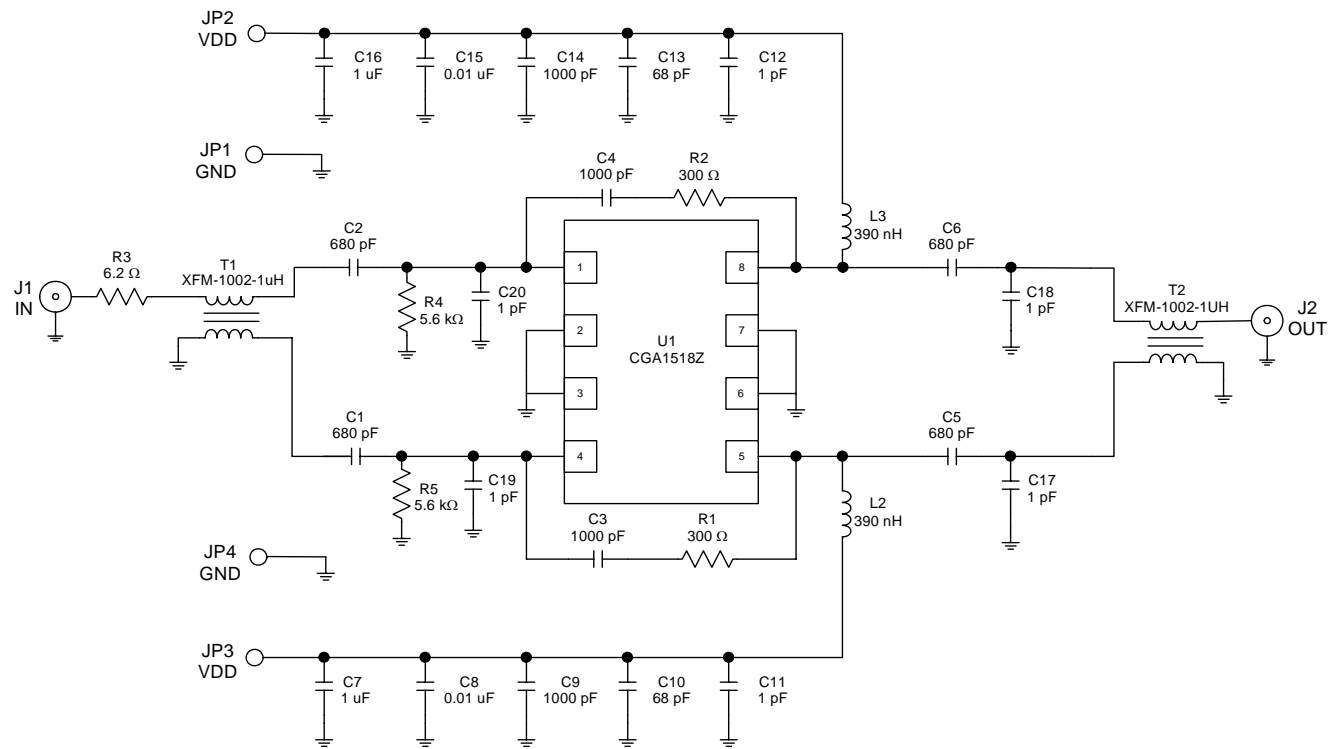 JP2
VDD
C16
1 uF
C15
0.01 uF
C14
1000 pF
C13
68 pF
C12
1 pF
JP1
GND
C4
1000 pF
R2
300 Ω
L3
390 nH
C2
680 pF
C6
680 pF
R3
6.2 Ω
T1
XFM-1002-1uH
J1
IN
R4
5.6 kΩ
C20
1 pF
1
2
3
4
U1
CGA1518Z
8
7
6
5
C18
1 pF
T2
XFM-1002-1UH
J2
OUT
C1
680 pF
C5
680 pF
R5
5.6 kΩ
C19
1 pF
C17
1 pF
C3
1000 pF
R1
300 Ω
L2
390 nH
JP4
GND
JP3
VDD
C7
1 uF
C8
0.01 uF
C9
1000 pF
C10
68 pF
C11
1 pF